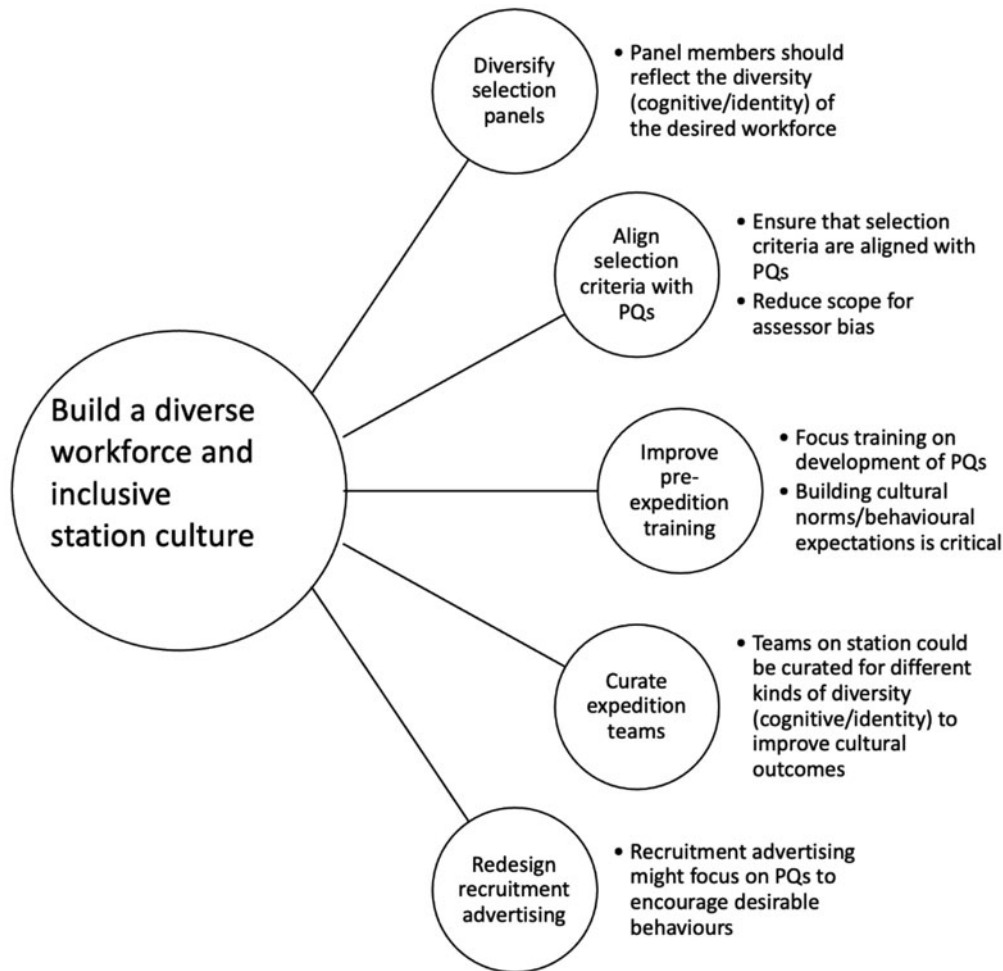 Diversify
selection
panels
• Panel members should
reflect the diversity
(cognitive/identity) of
the desired workforce
Align
selection
criteria with
PQs
• Ensure that selection
criteria are aligned with
PQs
• Reduce scope for
assessor bias
Build a diverse
workforce and
inclusive
station culture
Improve
pre-
expedition
training
• Focus training on
development of PQs
• Building cultural
norms/behavioural
expectations is critical
Curate
expedition
teams
• Teams on station could
be curated for different
kinds of diversity
(cognitive/identity) to
improve cultural
outcomes
Redesign
recruitment
advertising
• Recruitment advertising
might focus on PQs to
encourage desirable
behaviours